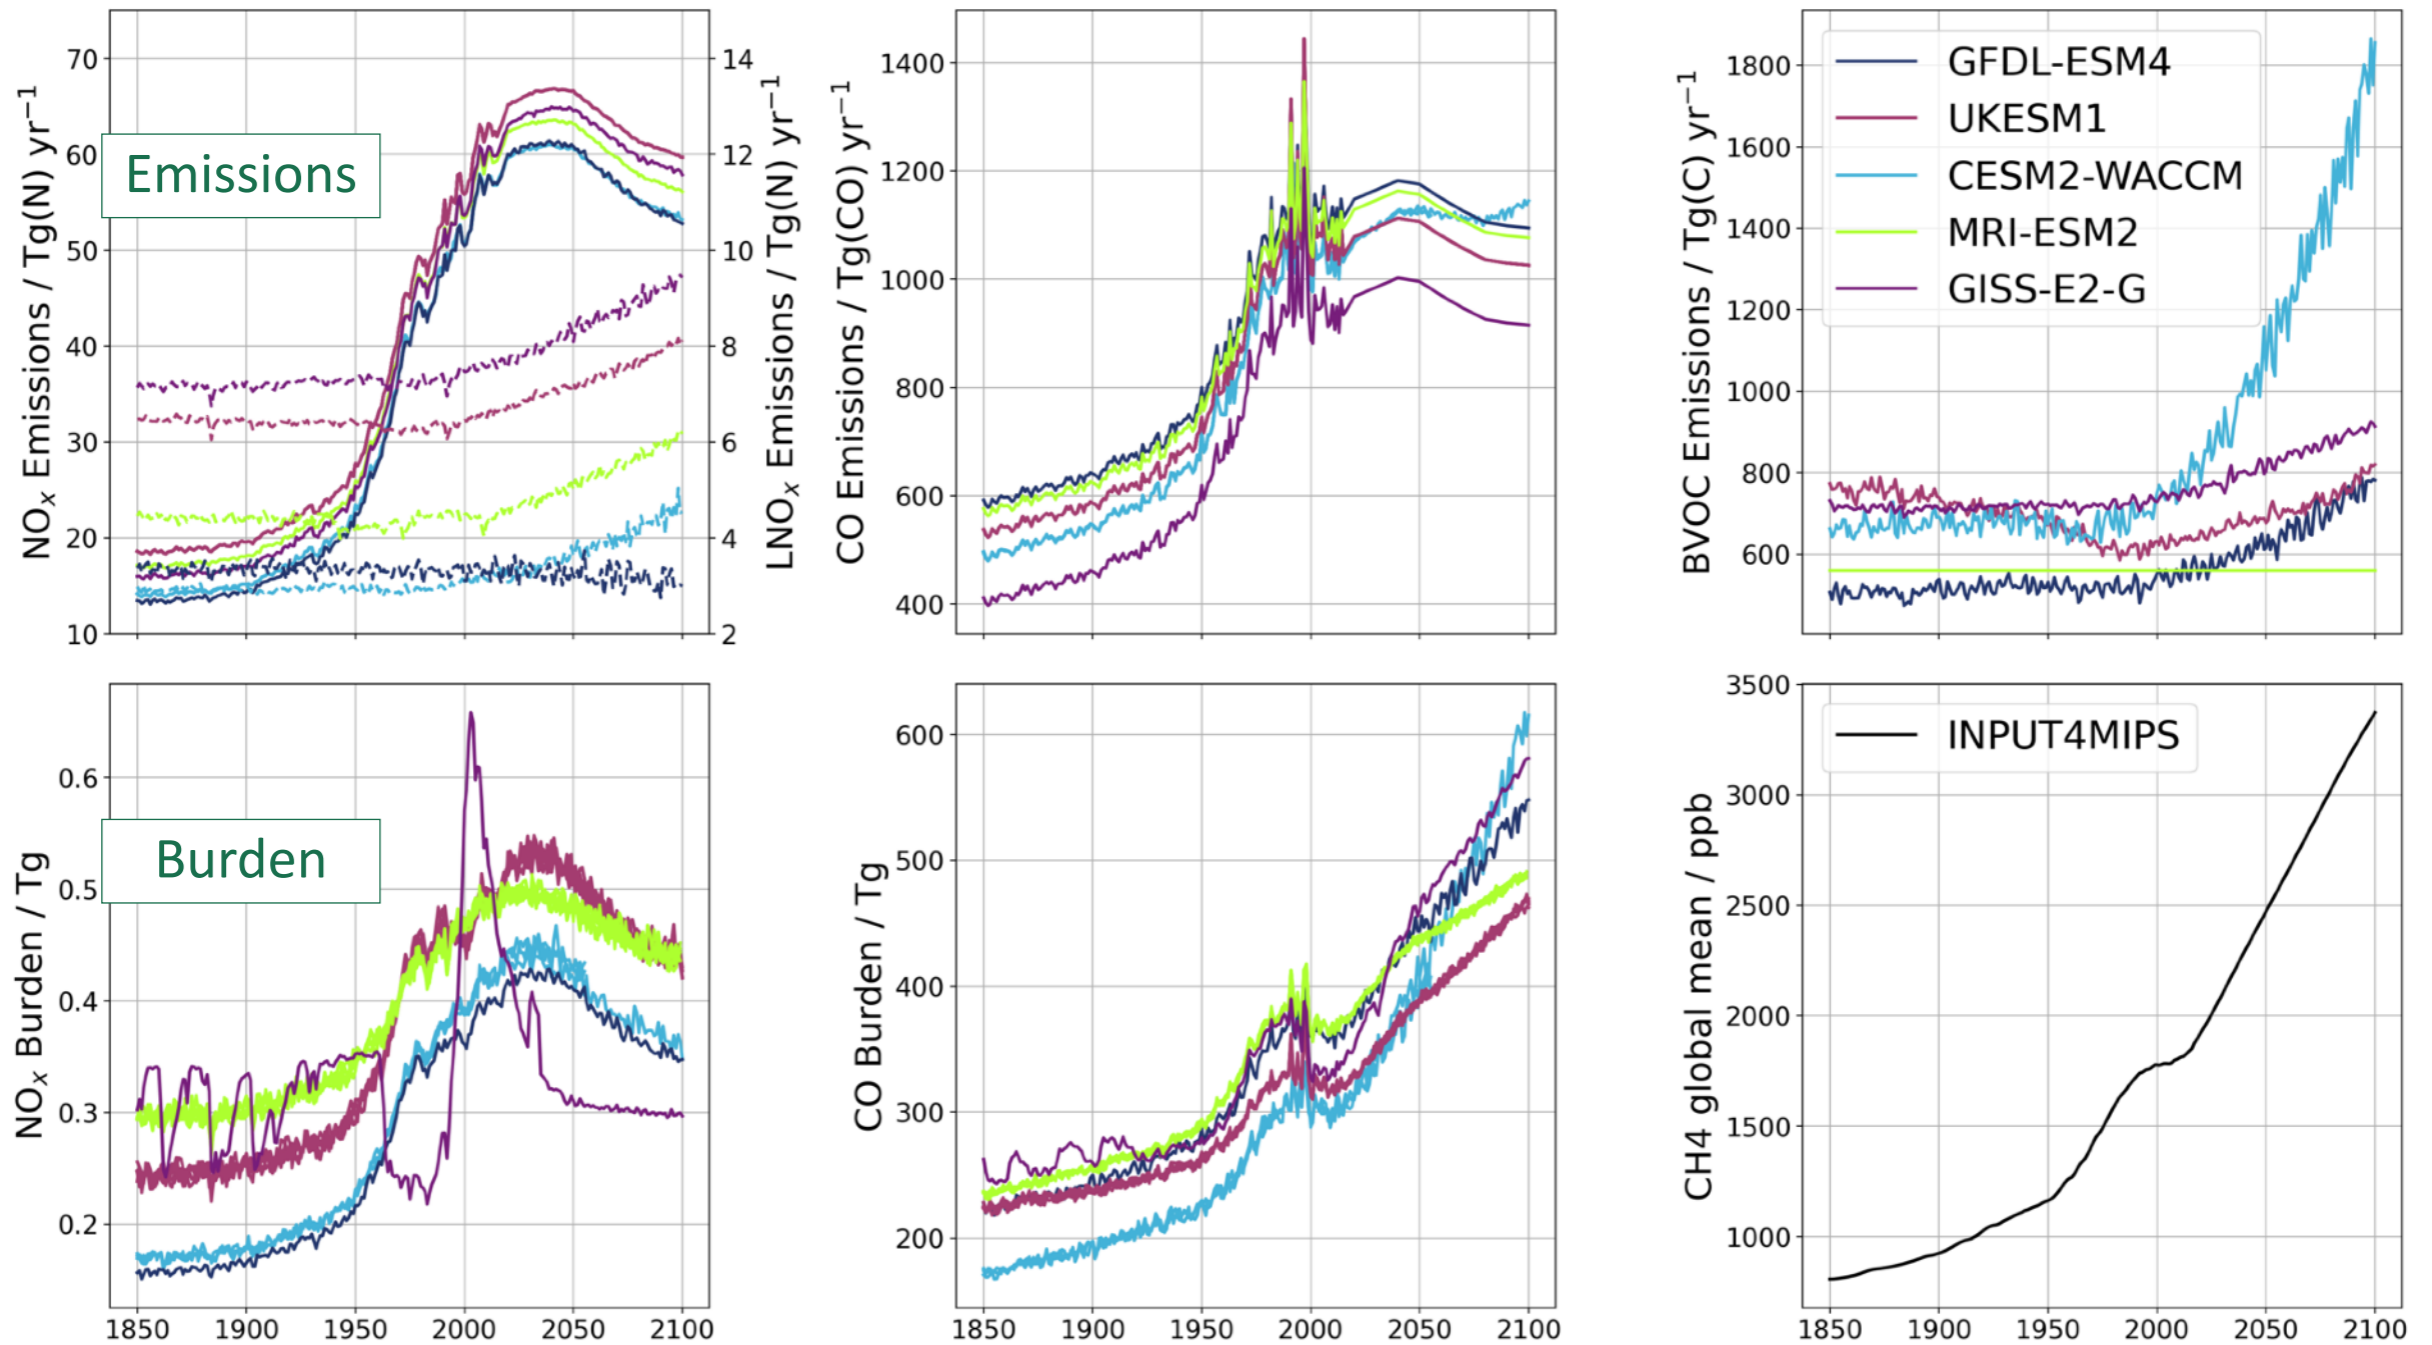 NOx Emissions / Tg(N) yr−1
70
60
50
40
30
20
10
Emissions
14
12
10
8
6
4
2
LNOx Emissions / Tg(N) yr−1
CO Emissions / Tg(CO) yr−1
1400
1200
1000
800
600
400
BVOC Emissions / Tg(C) yr−1
1800
1600
1400
1200
1000
800
600
GFDL-ESM4
UKESM1
CESM2-WACCM
MRI-ESM2
GISS-E2-G
NOx Burden / Tg
0.6
0.5
0.4
0.3
0.2
Burden
1850 1900 1950 2000 2050 2100
CO Burden / Tg
600
500
400
300
200
1850 1900 1950 2000 2050 2100
CH4 global mean / ppb
3500
3000
2500
2000
1500
1000
INPUT4MIPS
1850 1900 1950 2000 2050 2100